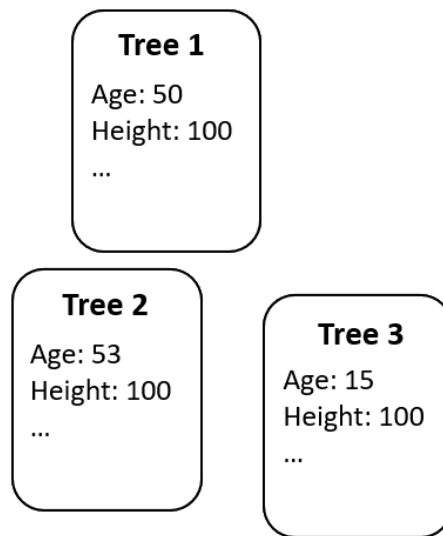 Tree 1
Age: 50
Height: 100
...
Tree 2
Age: 53
Height: 100
...
Tree 3
Age: 15
Height: 100
...